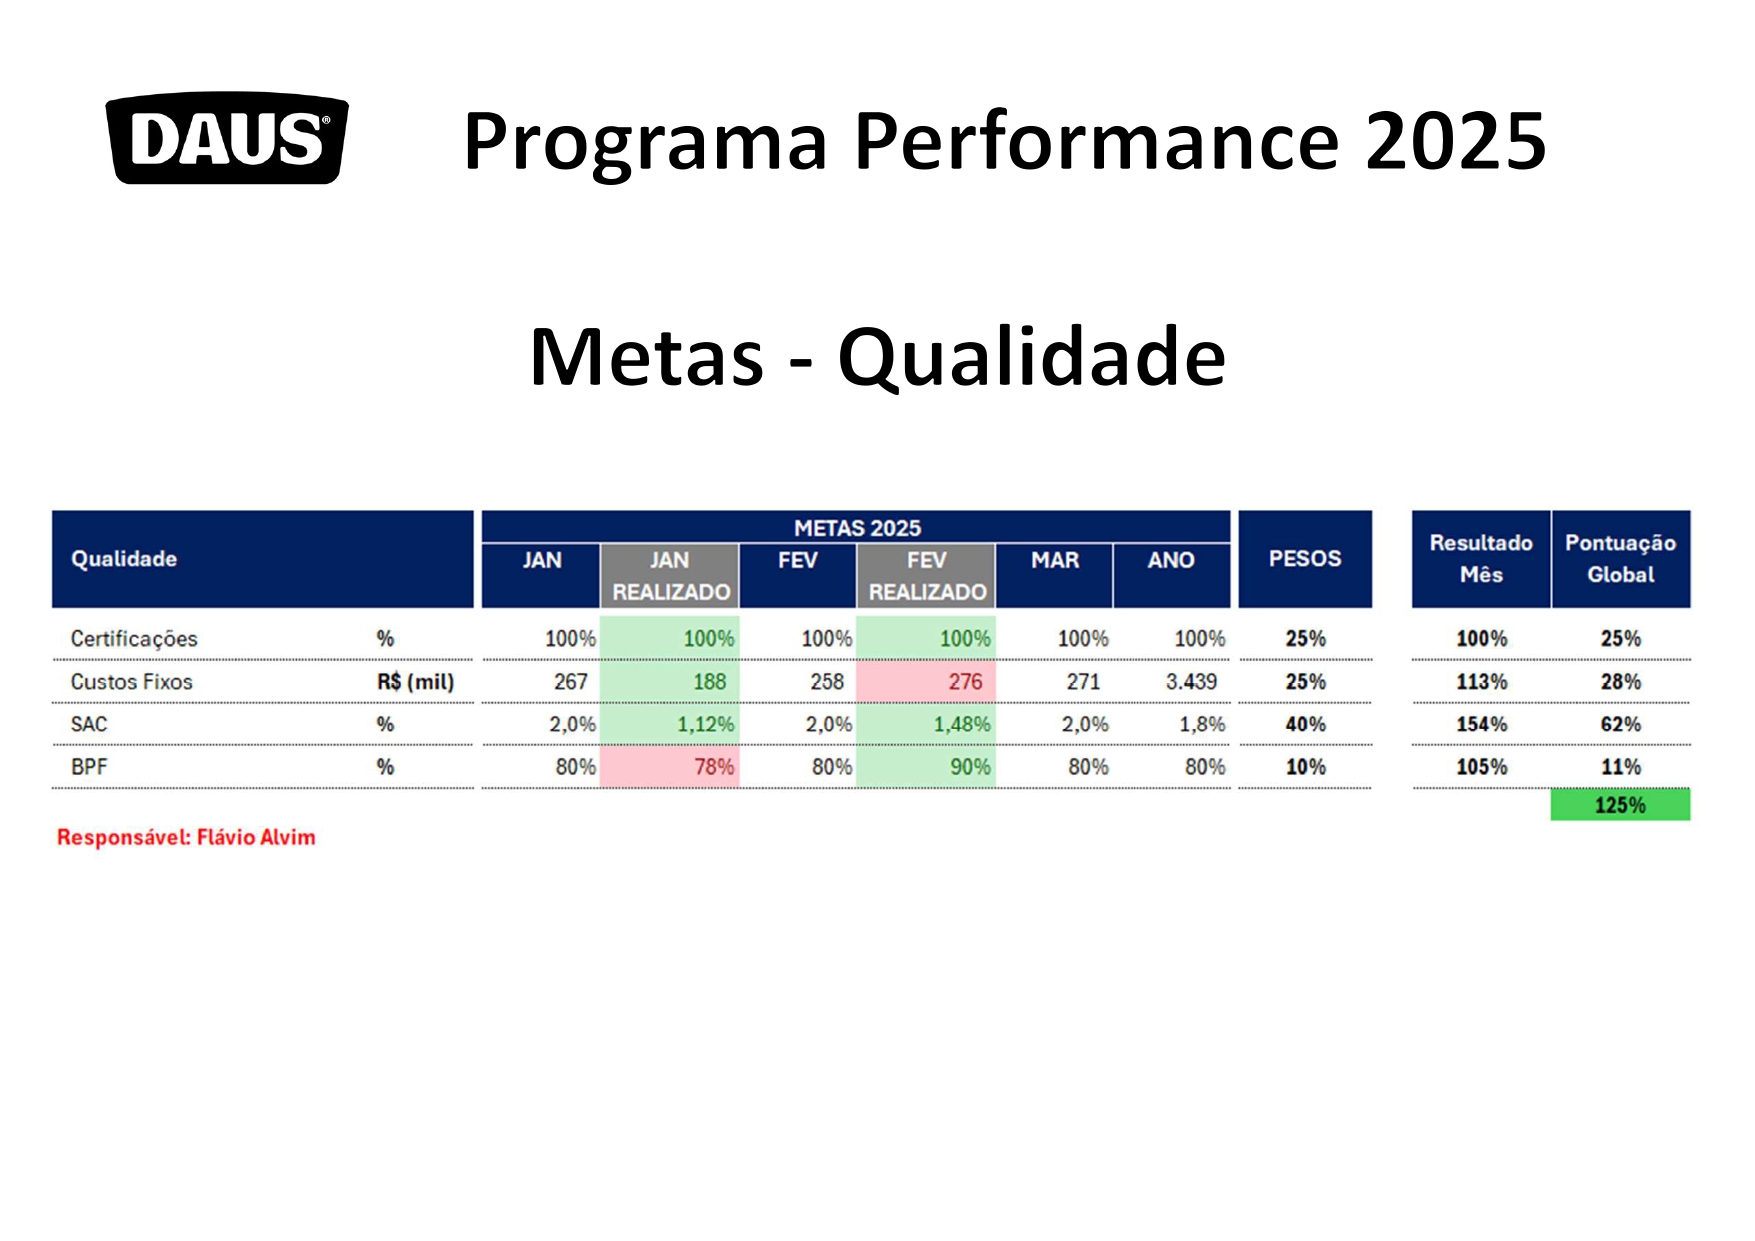 DAUS®
Programa Performance 2025
Metas - Qualidade
Qualidade METAS 2025 PESOS Resultado Mês Pontuação Global
JAN JAN REALIZADO FEV FEV REALIZADO MAR ANO
Certificações % 100% 100% 100% 100% 100% 100% 25% 100% 25%
Custos Fixos R$ (mil) 267 188 258 276 271 3.439 25% 113% 28%
SAC % 2,0% 1,12% 2,0% 1,48% 2,0% 1,8% 40% 154% 62%
BPF % 80% 78% 80% 90% 80% 80% 10% 105% 11%
125%
Responsável: Flávio Alvim